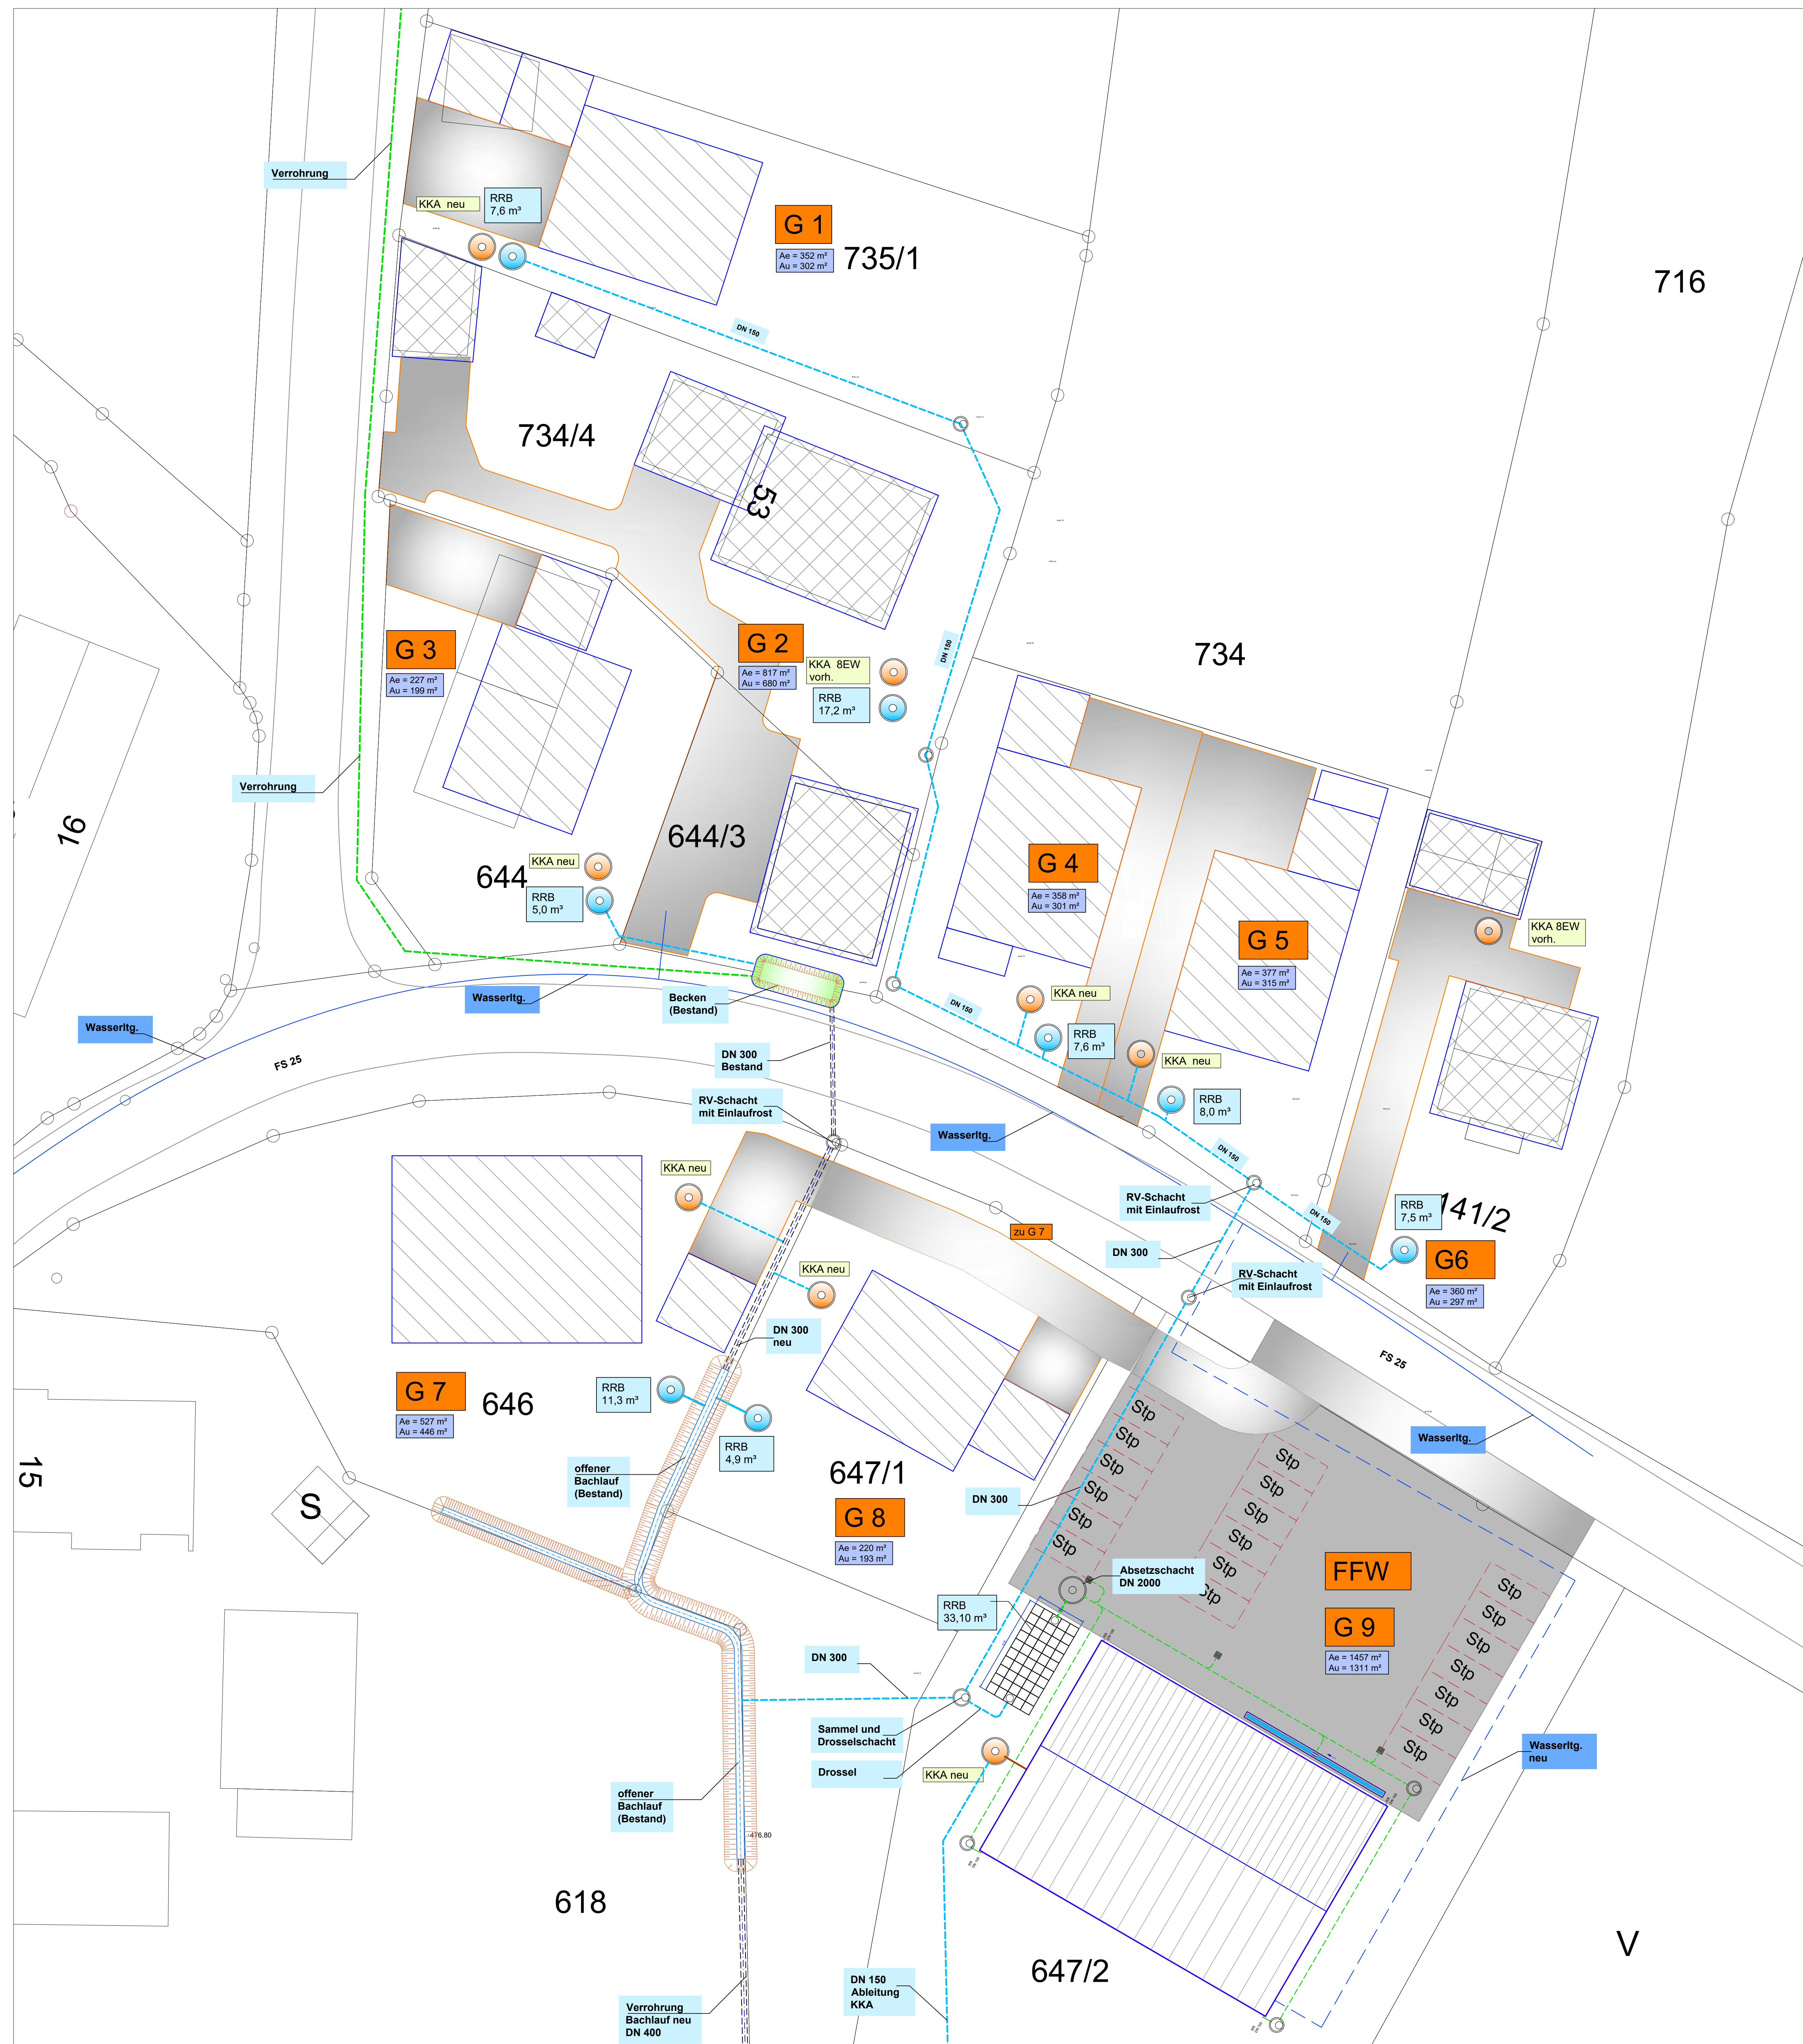 Verrohrung
KKA neu
RRB
7,6 m³
G 1
Ae = 352 m²
Au = 302 m²
735/1
716
DN 150
734/4
53
G 3
Ae = 227 m²
Au = 199 m²
G 2
Ae = 817 m²
Au = 680 m²
KKA 8EW
vorh.
RRB
17,2 m³
DN 150
734
Verrohrung
16
644/3
644
KKA neu
RRB
5,0 m³
G 4
Ae = 358 m²
Au = 301 m²
G 5
Ae = 377 m²
Au = 315 m²
KKA 8EW
vorh.
Wasserltg.
Wasserltg.
Becken
(Bestand)
DN 150
KKA neu
RRB
7,6 m³
KKA neu
FS 25
DN 300
Bestand
RV-Schacht
mit Einlaufrost
RRB
8,0 m³
Wasserltg.
DN 150
KKA neu
RV-Schacht
mit Einlaufrost
DN 150
RRB
7,5 m³
141/2
zu G 7
DN 300
G6
Ae = 360 m²
Au = 297 m²
KKA neu
RV-Schacht
mit Einlaufrost
DN 300
neu
FS 25
G 7
Ae = 527 m²
Au = 446 m²
646
RRB
11,3 m³
RRB
4,9 m³
Wasserltg.
15
S
offener
Bachlauf
(Bestand)
647/1
G 8
Ae = 220 m²
Au = 193 m²
DN 300
Stp
Stp
Stp
Stp
Stp
Stp
Stp
Stp
Stp
Stp
Stp
Stp
Absetzschacht
DN 2000
FFW
G 9
Ae = 1457 m²
Au = 1311 m²
Stp
Stp
Stp
Stp
Stp
Stp
Stp
RRB
33,10 m³
DN 300
Sammel und
Drosselschacht
Drossel
KKA neu
Wasserltg.
neu
offener
Bachlauf
(Bestand)
476.80
618
V
647/2
DN 150
Ableitung
KKA
Verrohrung
Bachlauf neu
DN 400